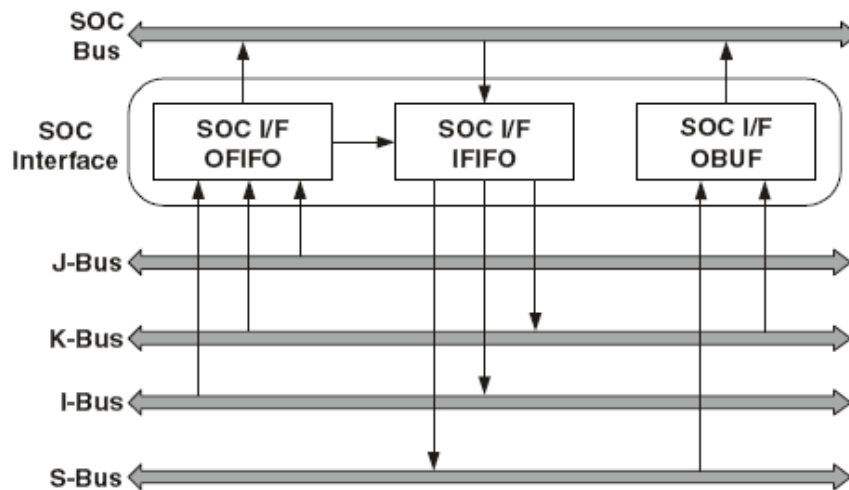 SOC
Bus
SOC
Interface
SOC I/F
OFIFO
SOC I/F
IFIFO
SOC I/F
OBUF
J-Bus
K-Bus
I-Bus
S-Bus